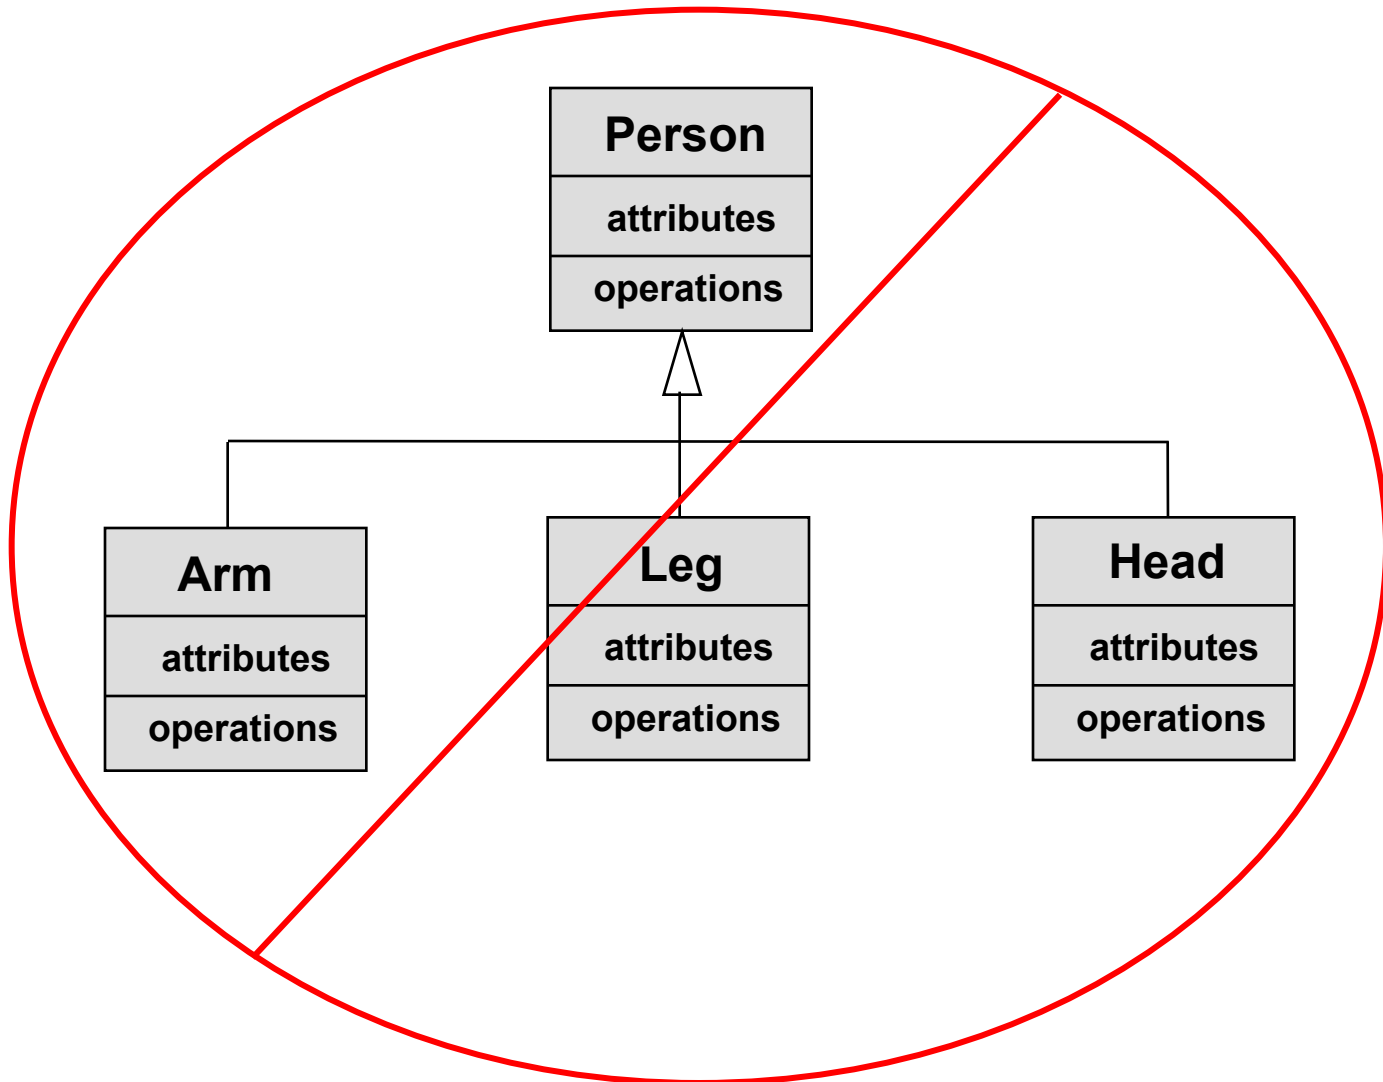 Person
attributes
operations
Arm
attributes
operations
Leg
attributes
operations
Head
attributes
operations